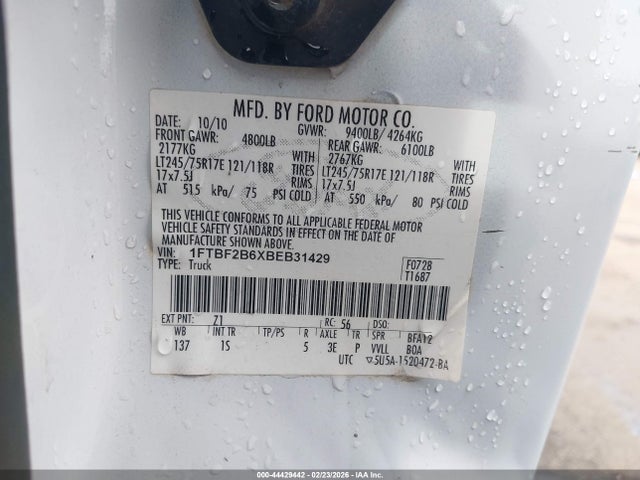 MFD. BY FORD MOTOR CO.
DATE: 10/10 GVWR: 9400LB/ 4264KG
FRONT GAWR: 4800LB REAR GAWR: 6100LB
2177KG WITH 2767KG WITH
LT245/75R17E 121/118R TIRES LT245/75R17E 121/118R TIRES
17x7.5J RIMS 17x7.5J RIMS
AT 515 kPa/ 75 PSI COLD AT 550 kPa/ 80 PSI COLD
THIS VEHICLE CONFORMS TO ALL APPLICABLE FEDERAL MOTOR
VEHICLE SAFETY STANDARDS IN EFFECT ON THE DATE OF
MANUFACTURE SHOWN ABOVE.
VIN: 1FTBF2B6XBEB31429 F0728
TYPE: Truck T1687
EXT PNT: Z1 RC: 56 DSO:
WB INT TR TP/PS R AXLE TR SPR BFA12
137 1S 5 3E P VVLL BOA
UTC ▽5U5A-1520472-BA
000-44429442 - 02/23/2026 - IAA, Inc.